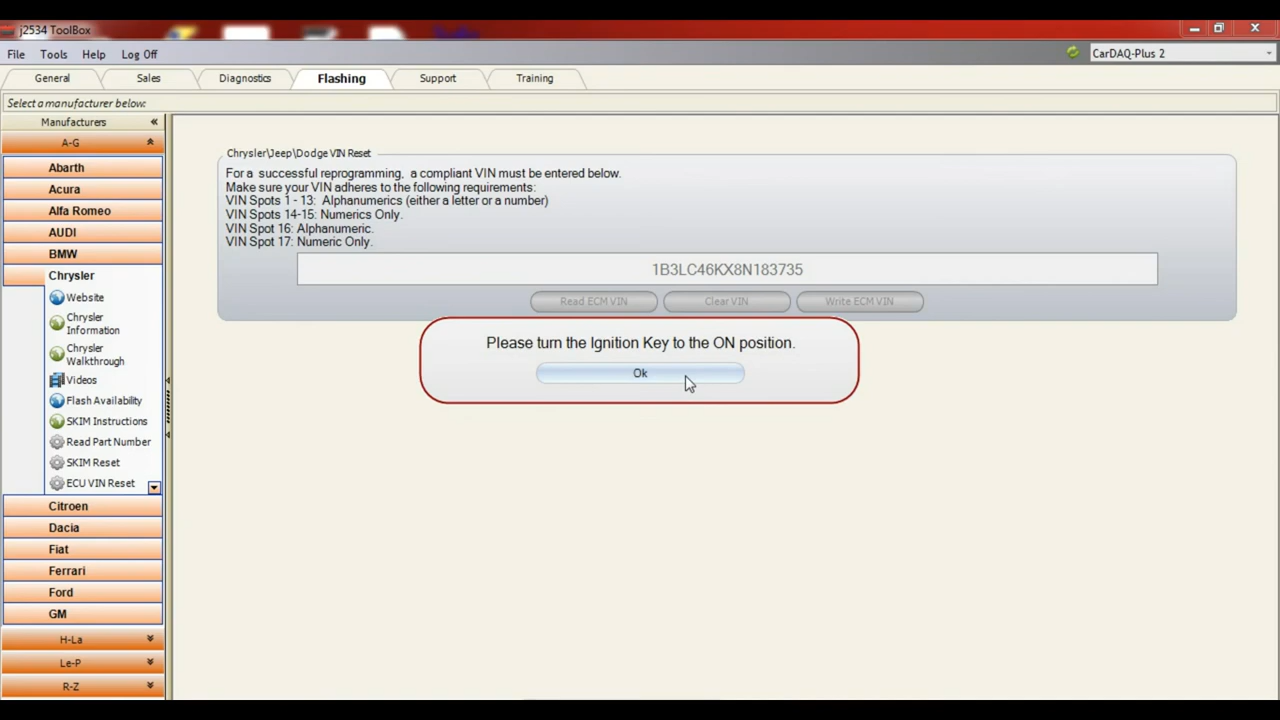 j2534 ToolBox
File Tools Help Log Off
CarDAQ-Plus 2
General Sales Diagnostics Flashing Support Training
Select a manufacturer below:
Manufacturers «
A-G
Abarth
Acura
Alfa Romeo
AUDI
BMW
Chrysler
Website
Chrysler
Information
Chrysler
Walkthrough
Videos
Flash Availability
SKIM Instructions
Read Part Number
SKIM Reset
ECU VIN Reset
Citroen
Dacia
Fiat
Ferrari
Ford
GM
H-La
Le-P
R-Z
Chrysler\Jeep\Dodge VIN Reset
For a successful reprogramming, a compliant VIN must be entered below.
Make sure your VIN adheres to the following requirements:
VIN Spots 1 - 13: Alphanumerics (either a letter or a number)
VIN Spots 14-15: Numerics Only.
VIN Spot 16: Alphanumeric.
VIN Spot 17: Numeric Only.
1B3LC46KX8N183735
Read ECM VIN Clear VIN Write ECM VIN
Please turn the Ignition Key to the ON position.
Ok